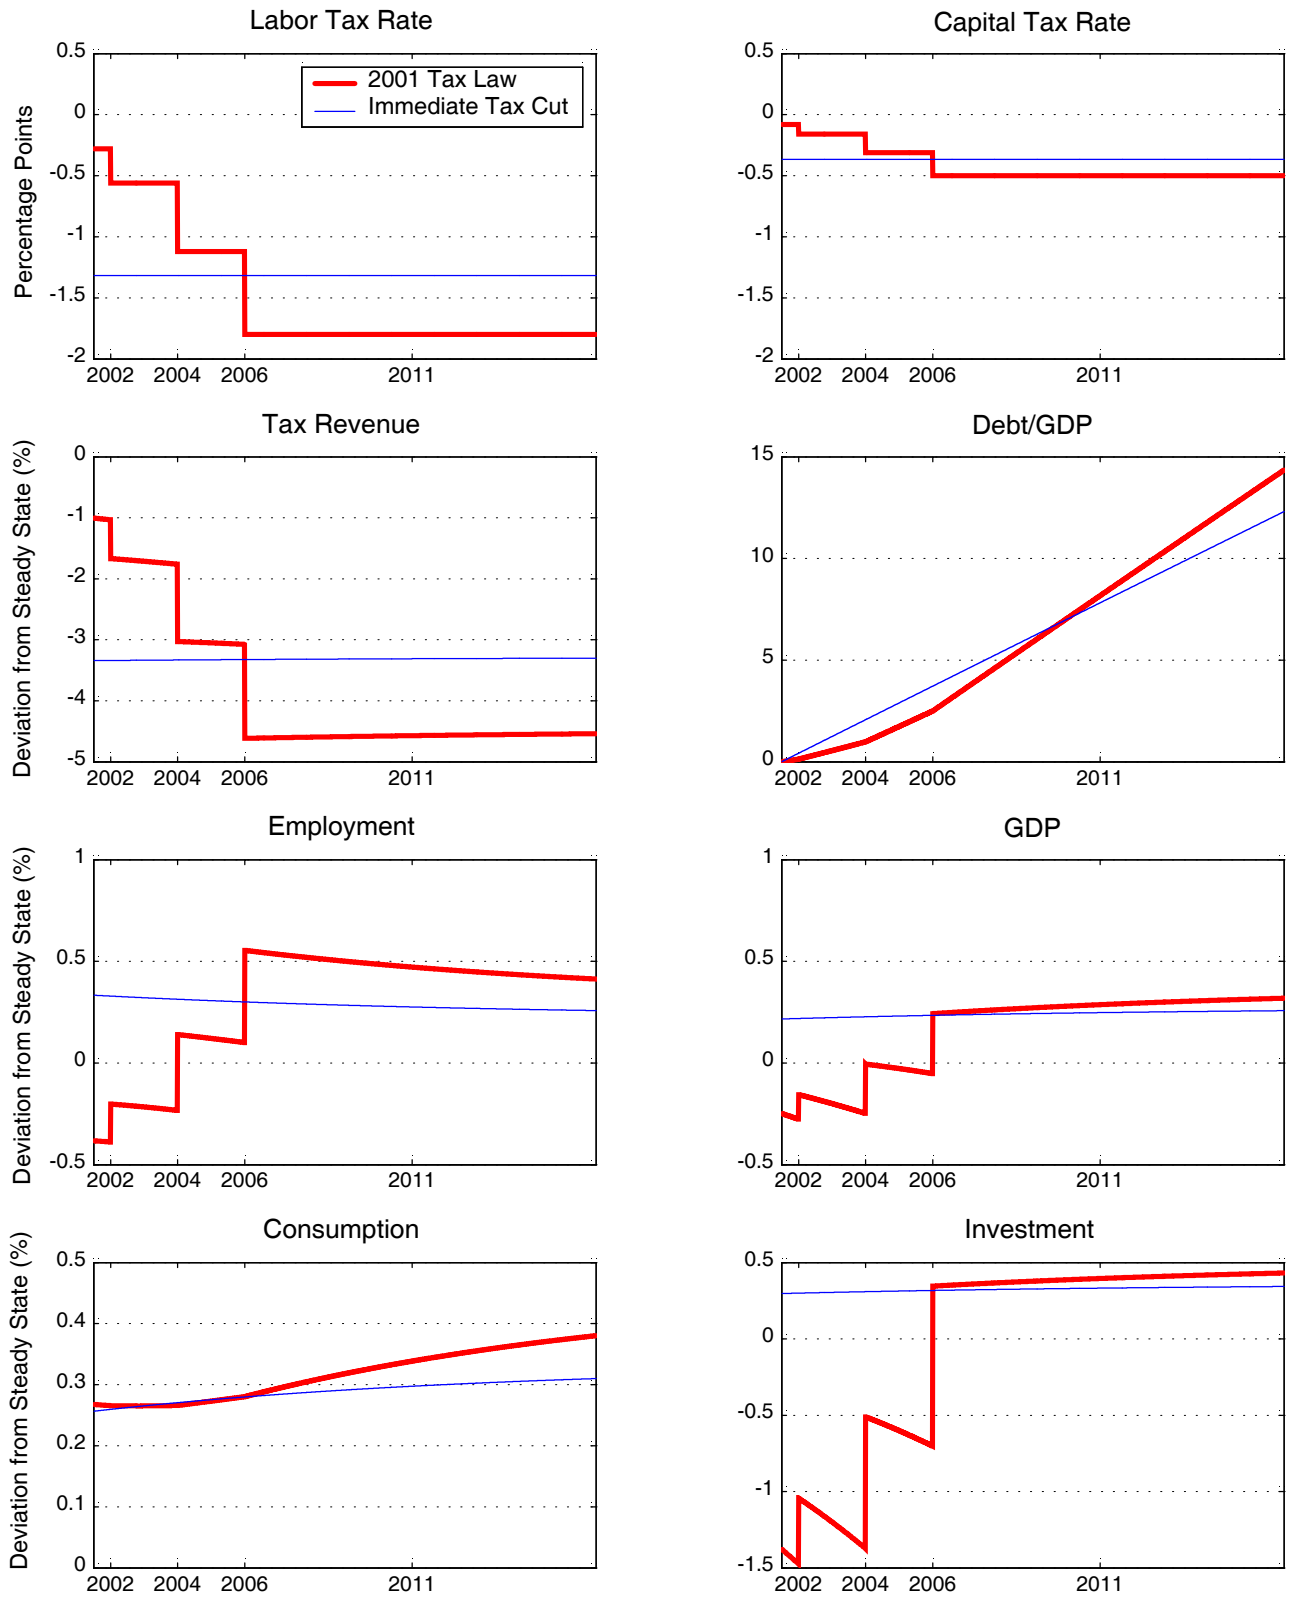 Labor Tax Rate
Capital Tax Rate
Percentage Points
0.5
0
-0.5
-1
-1.5
-2
2002 2004 2006 2011
2001 Tax Law
Immediate Tax Cut
0.5
0
-0.5
-1
-1.5
-2
2002 2004 2006 2011
Tax Revenue
Debt/GDP
Deviation from Steady State (%)
0
-1
-2
-3
-4
-5
2002 2004 2006 2011
15
10
5
0
2002 2004 2006 2011
Employment
GDP
Deviation from Steady State (%)
1
0.5
0
-0.5
2002 2004 2006 2011
1
0.5
0
-0.5
2002 2004 2006 2011
Consumption
Investment
Deviation from Steady State (%)
0.5
0.4
0.3
0.2
0.1
0
2002 2004 2006 2011
0.5
0
-0.5
-1
-1.5
2002 2004 2006 2011